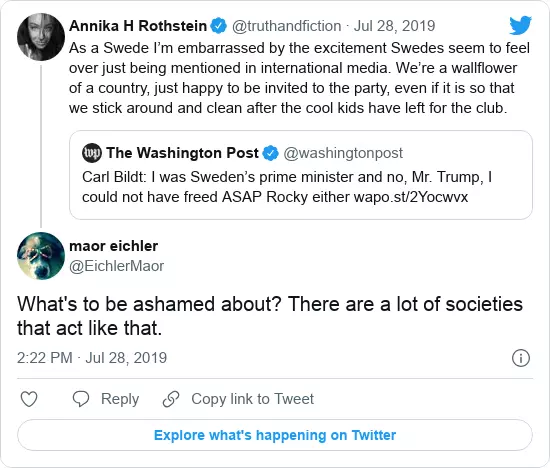 Annika H Rothstein @truthandfiction · Jul 28, 2019
As a Swede I’m embarrassed by the excitement Swedes seem to feel
over just being mentioned in international media. We’re a wallflower
of a country, just happy to be invited to the party, even if it is so that
we stick around and clean after the cool kids have left for the club.
wp The Washington Post @washingtonpost
Carl Bildt: I was Sweden’s prime minister and no, Mr. Trump, I
could not have freed ASAP Rocky either wapo.st/2Yocwvx
maor eichler
@EichlerMaor
What's to be ashamed about? There are a lot of societies
that act like that.
2:22 PM · Jul 28, 2019
Reply Copy link to Tweet
Explore what's happening on Twitter